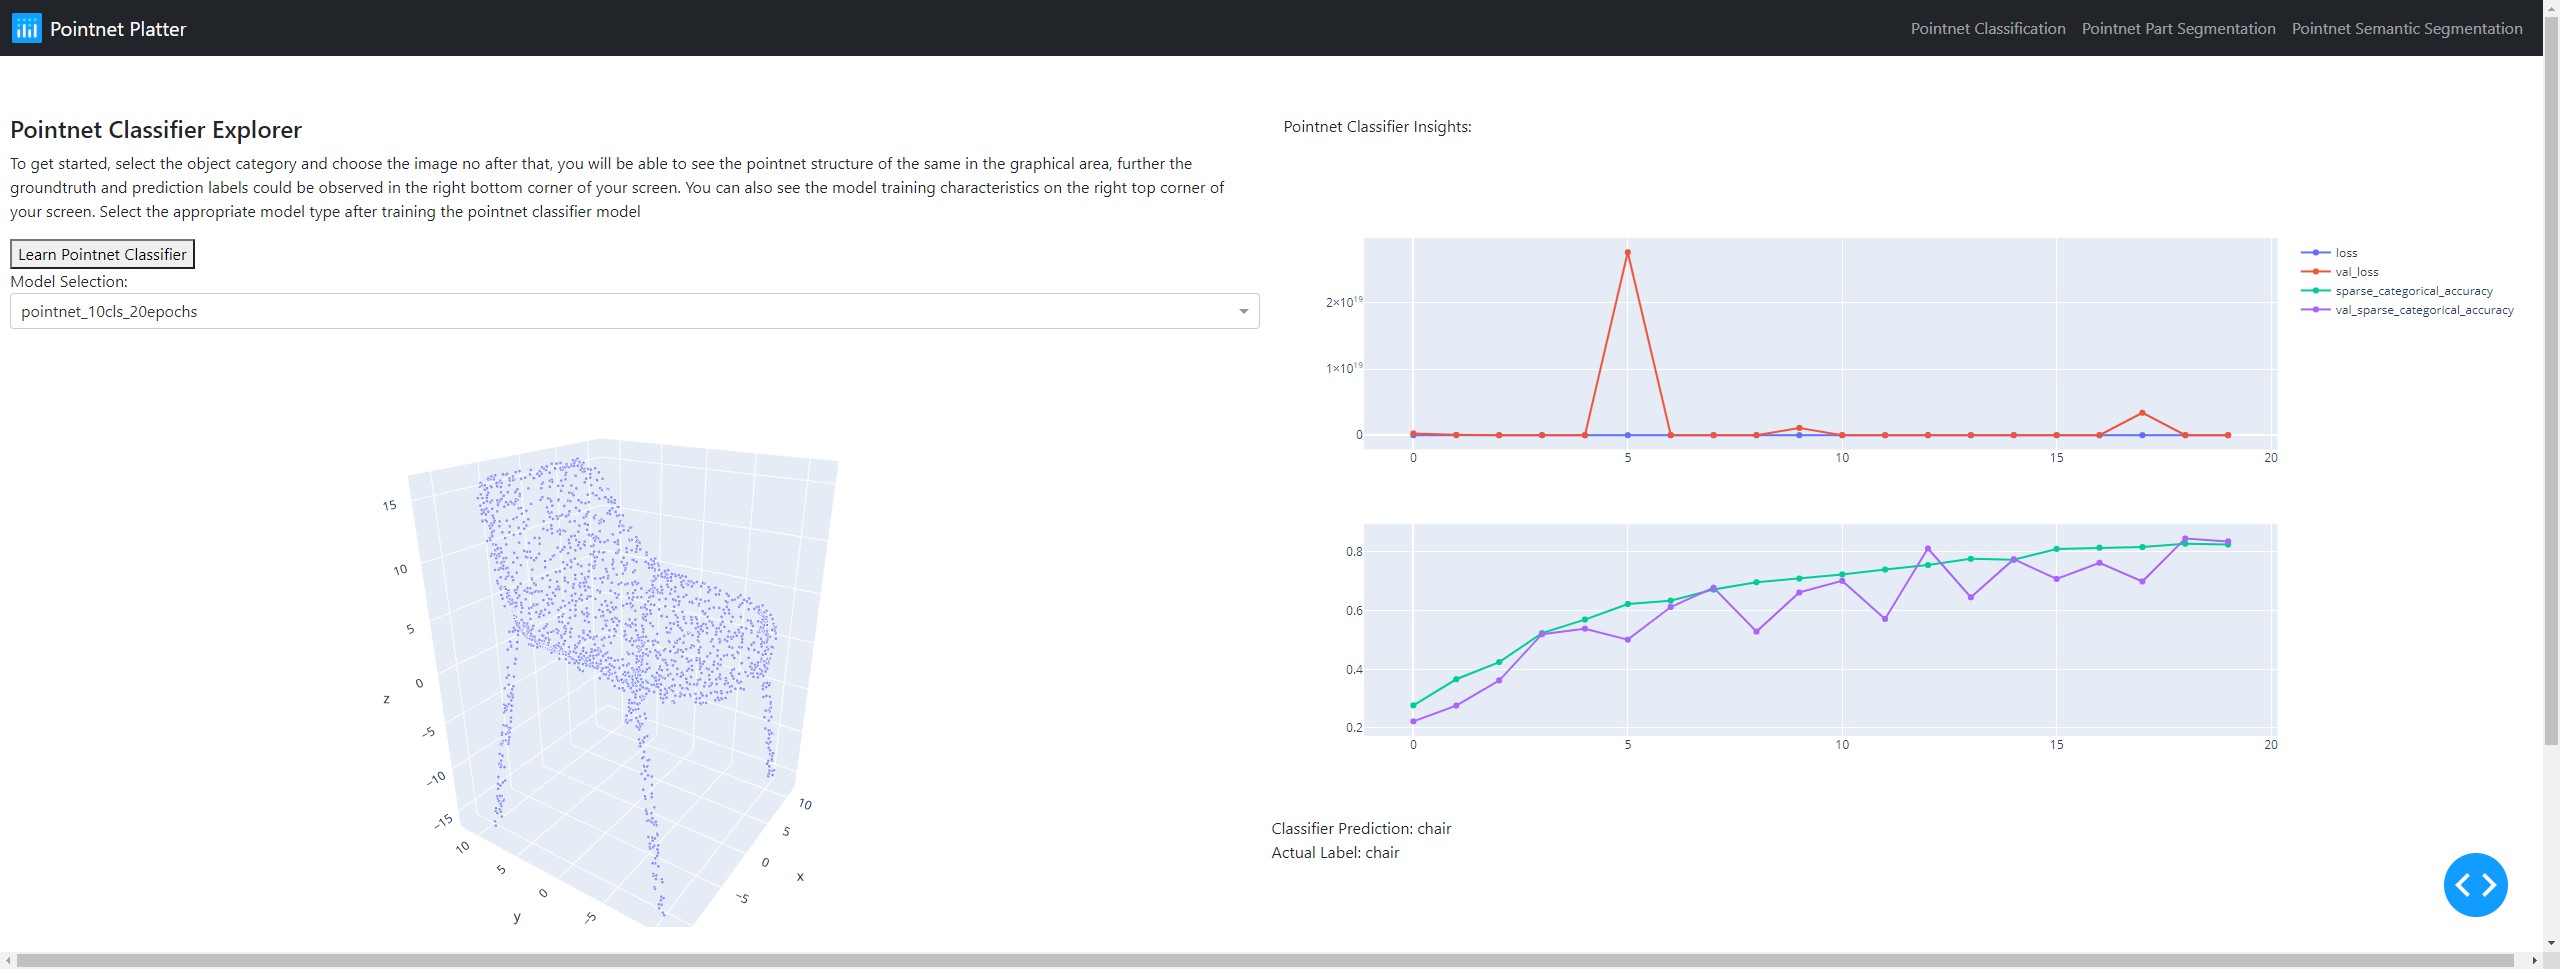 Pointnet Platter
Pointnet Classification Pointnet Part Segmentation Pointnet Semantic Segmentation
Pointnet Classifier Explorer
To get started, select the object category and choose the image no after that, you will be able to see the pointnet structure of the same in the graphical area, further the
groundtruth and prediction labels could be observed in the right bottom corner of your screen. You can also see the model training characteristics on the right top corner of
your screen. Select the appropriate model type after training the pointnet classifier model
Learn Pointnet Classifier
Model Selection:
pointnet_10cls_20epochs
15
10
5
0
z
−5
−10
−15
10
5
0
y
−5
10
5
0
x
−5
Pointnet Classifier Insights:
loss
val_loss
sparse_categorical_accuracy
val_sparse_categorical_accuracy
2×10¹⁹
1×10¹⁹
0
0 5 10 15 20
0.8
0.6
0.4
0.2
0 5 10 15 20
Classifier Prediction: chair
Actual Label: chair